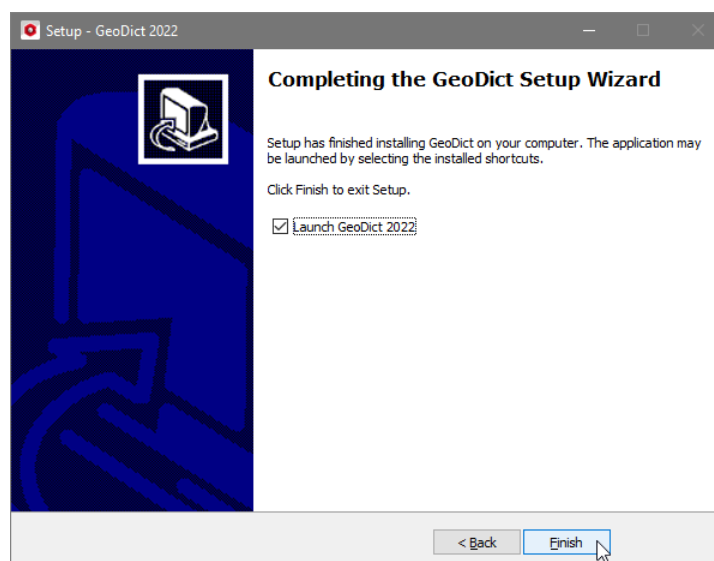 Setup - GeoDict 2022
Completing the GeoDict Setup Wizard
Setup has finished installing GeoDict on your computer. The application may
be launched by selecting the installed shortcuts.
Click Finish to exit Setup.
Launch GeoDict 2022
< Back
Finish